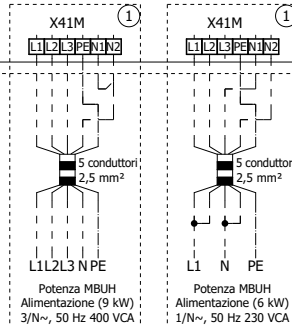 X41M
1
L1 L2 L3 PE N1 N2
5 conduttori
2,5 mm²
L1 L2 L3 N PE
Potenza MBUH
Alimentazione (9 kW)
3/N~, 50 Hz 400 VCA
X41M
1
L1 L2 L3 PE N1 N2
5 conduttori
2,5 mm²
L1 N PE
Potenza MBUH
Alimentazione (6 kW)
1/N~, 50 Hz 230 VCA